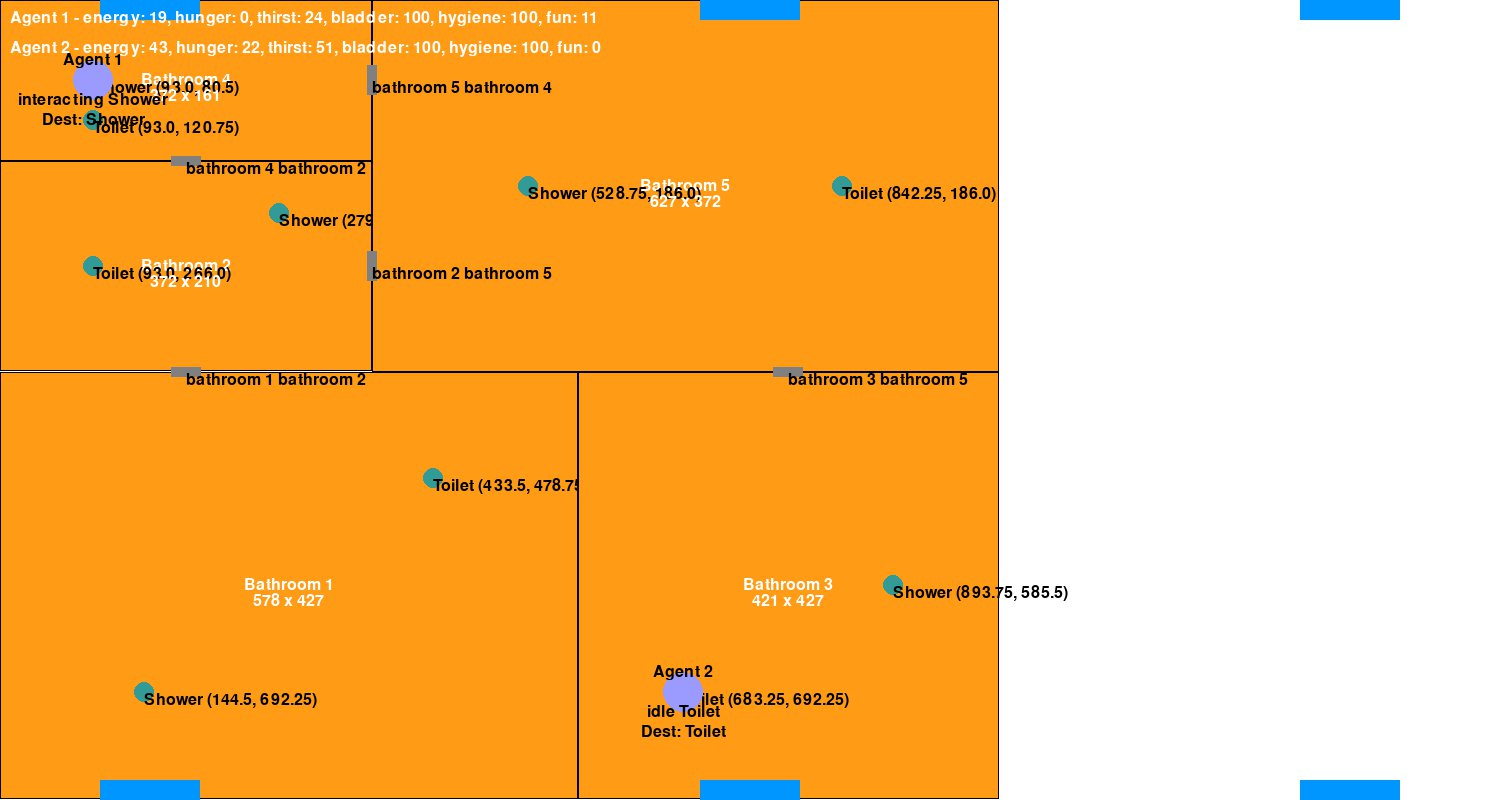 Agent 1 - energy: 19, hunger: 0, thirst: 24, bladder: 100, hygiene: 100, fun: 11
Agent 2 - energy: 43, hunger: 22, thirst: 51, bladder: 100, hygiene: 100, fun: 0
Agent 1
Bathroom 4
(93.0, 80.5)
x 161
interacting Shower
Dest: Shower
Toilet (93.0, 120.75)
bathroom 5 bathroom 4
bathroom 4 bathroom 2
Shower (528.75, 186.0)
Bathroom 5
627 x 372
Toilet (842.25, 186.0)
Shower (279
Bathroom 2
372 x 210
Toilet (93.0, 266.0)
bathroom 2 bathroom 5
bathroom 1 bathroom 2
bathroom 3 bathroom 5
Toilet (433.5, 478.75
Bathroom 1
578 x 427
Bathroom 3
421 x 427
Shower (893.75, 585.5)
Agent 2
Shower (144.5, 692.25)
(683.25, 692.25)
idle Toilet
Dest: Toilet